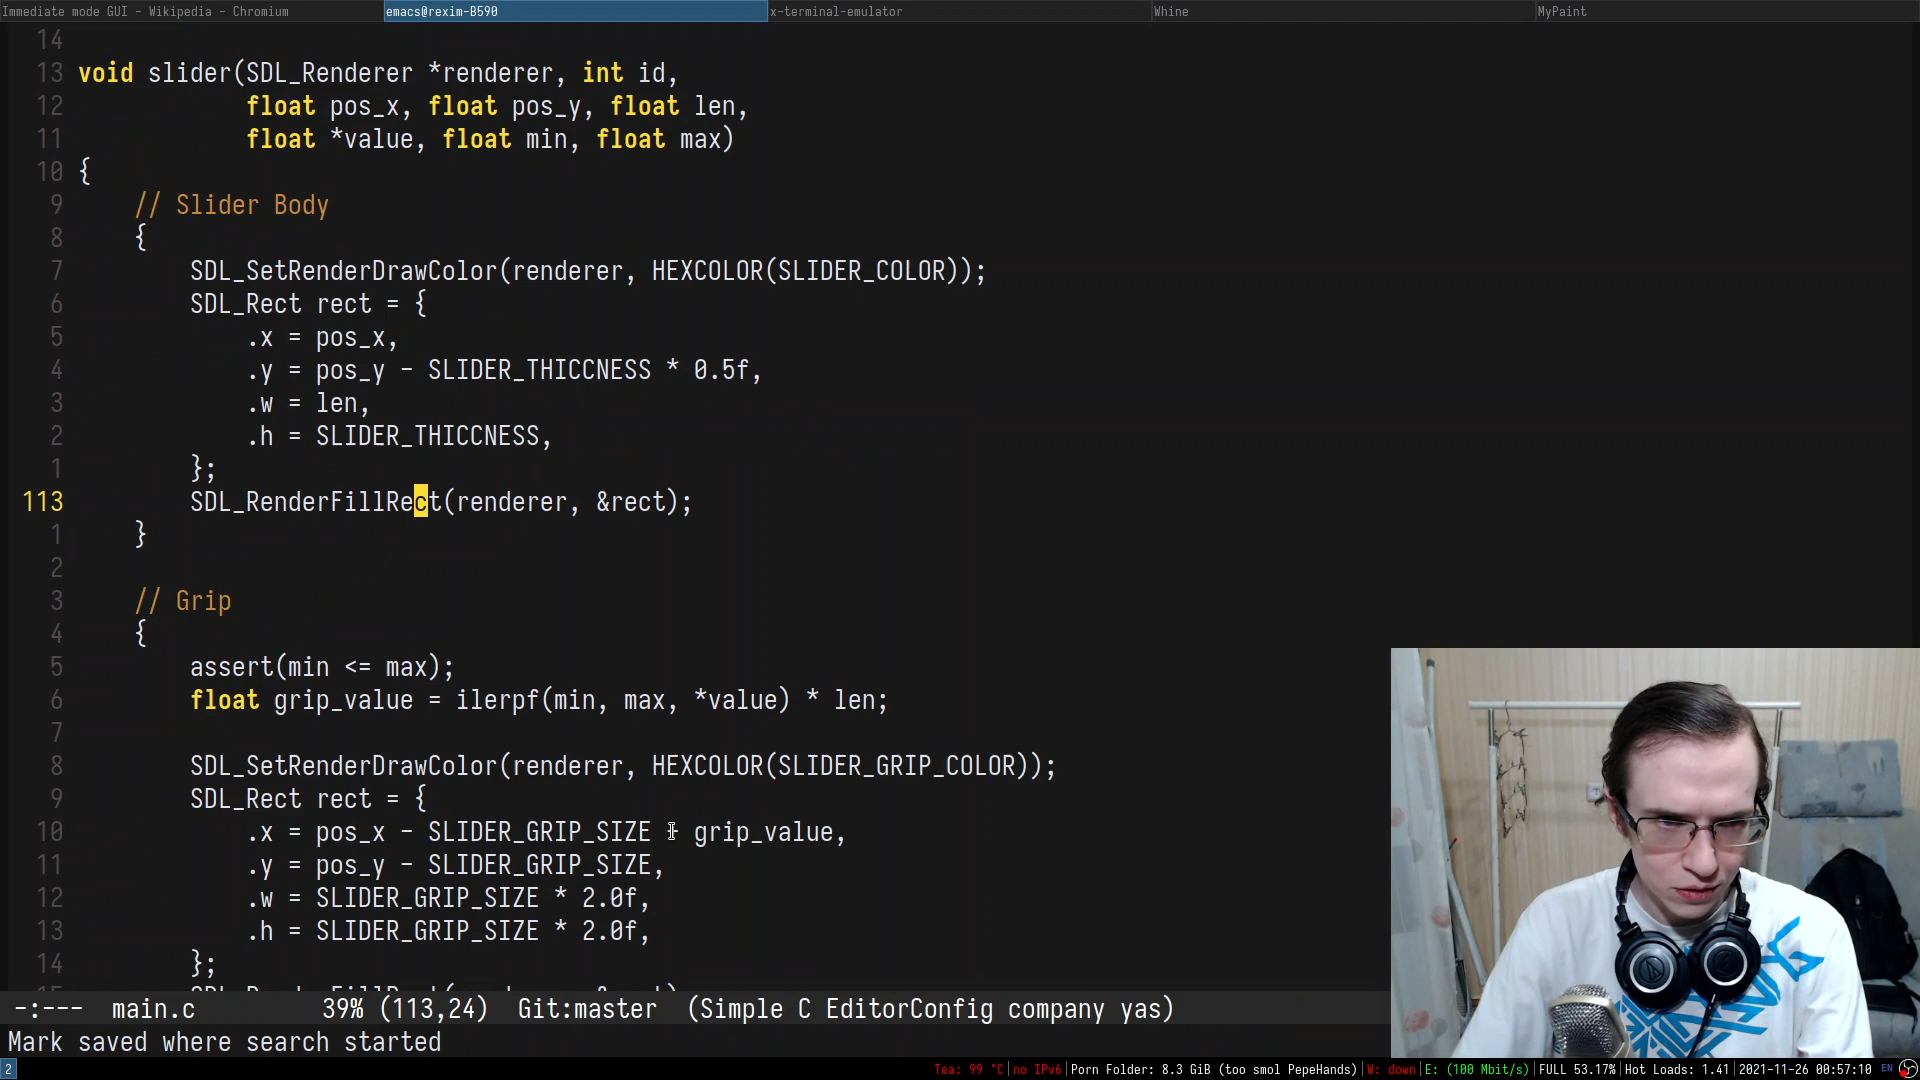 Immediate mode GUI - Wikipedia - Chromium emacs@rexim-B590 x-terminal-emulator Whine MyPaint
14
13 void slider(SDL_Renderer *renderer, int id,
12 float pos_x, float pos_y, float len,
11 float *value, float min, float max)
10 {
9 // Slider Body
8 {
7 SDL_SetRenderDrawColor(renderer, HEXCOLOR(SLIDER_COLOR));
6 SDL_Rect rect = {
5 .x = pos_x,
4 .y = pos_y - SLIDER_THICCNESS * 0.5f,
3 .w = len,
2 .h = SLIDER_THICCNESS,
1 };
113 SDL_RenderFillRect(renderer, &rect);
1 }
2
3 // Grip
4 {
5 assert(min <= max);
6 float grip_value = ilerpf(min, max, *value) * len;
7
8 SDL_SetRenderDrawColor(renderer, HEXCOLOR(SLIDER_GRIP_COLOR));
9 SDL_Rect rect = {
10 .x = pos_x - SLIDER_GRIP_SIZE + grip_value,
11 .y = pos_y - SLIDER_GRIP_SIZE,
12 .w = SLIDER_GRIP_SIZE * 2.0f,
13 .h = SLIDER_GRIP_SIZE * 2.0f,
14 };
-:--- main.c 39% (113,24) Git:master (Simple C EditorConfig company yas)
Mark saved where search started
2 Tea: 99 °C|no IPv6|Porn Folder: 8.3 GiB (too smol PepeHands)|W: down|E: (100 Mbit/s)|FULL 53.17%|Hot Loads: 1.41|2021-11-26 00:57:10 EN